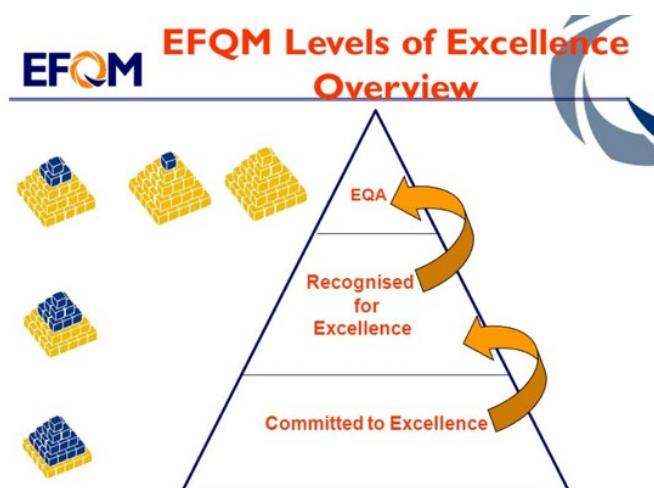 EFQM
EFQM Levels of Excellence
Overview
EQA
Recognised
for
Excellence
Committed to Excellence